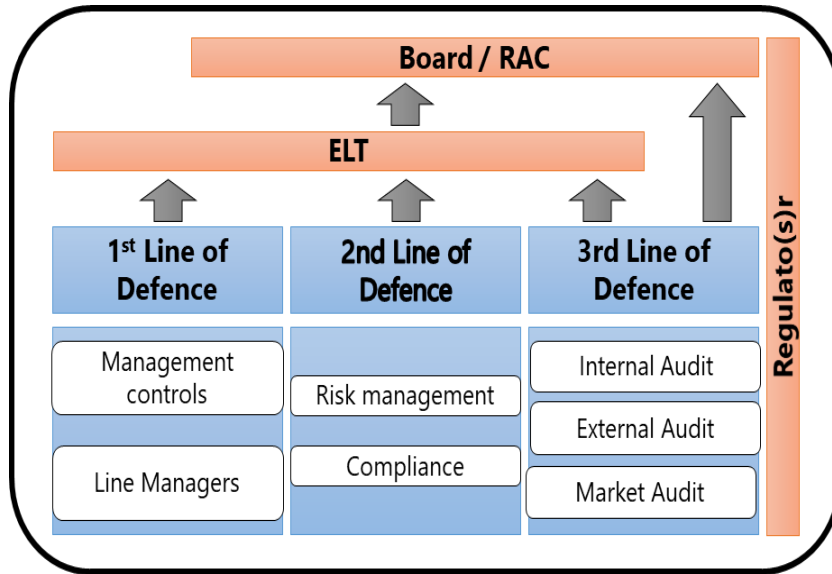 Board / RAC
ELT
1st Line of
Defence
2nd Line of
Defence
3rd Line of
Defence
Management
controls
Line Managers
Risk management
Compliance
Internal Audit
External Audit
Market Audit
Regulato(s)r